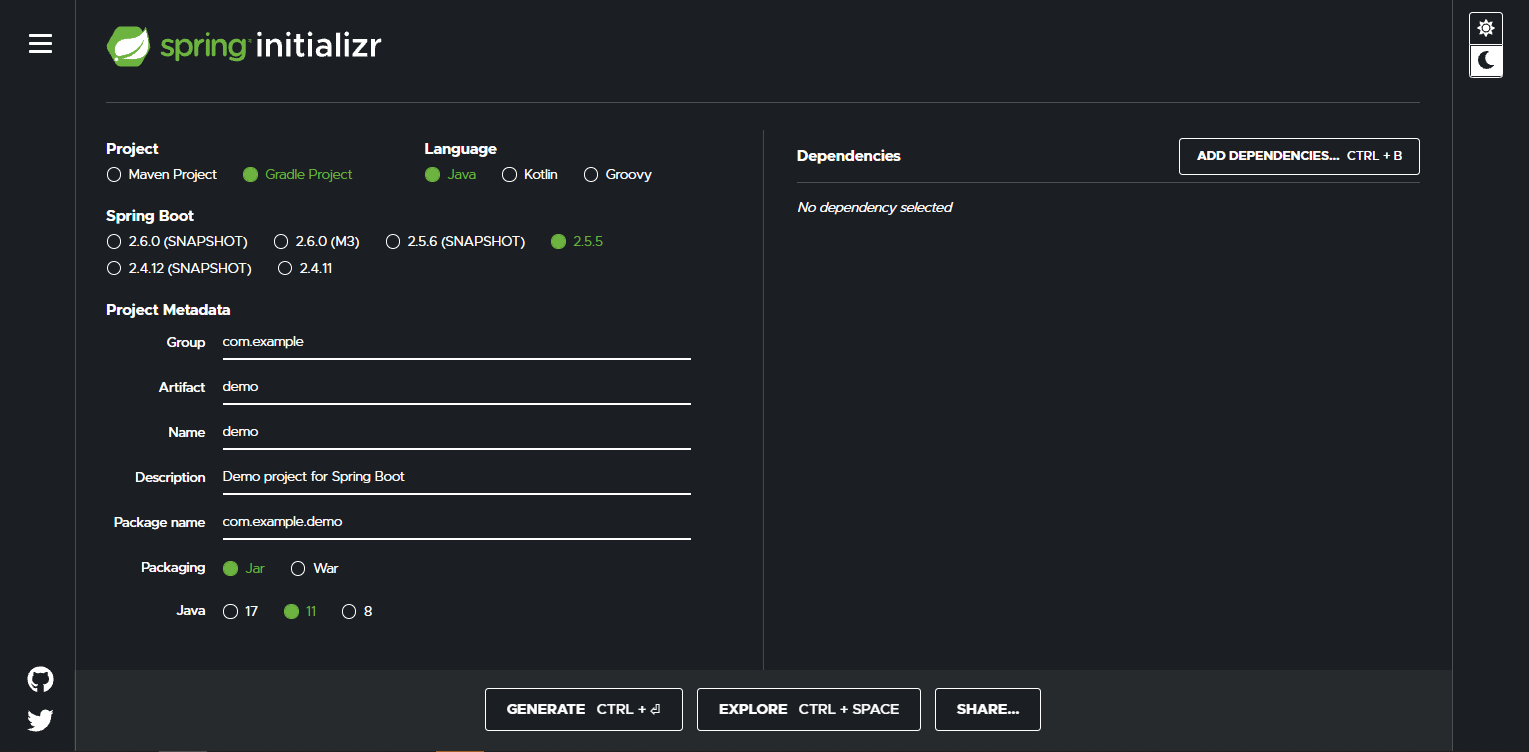 spring initializr
Project
Maven Project Gradle Project
Language
Java Kotlin Groovy
Spring Boot
2.6.0 (SNAPSHOT) 2.6.0 (M3) 2.5.6 (SNAPSHOT) 2.5.5
2.4.12 (SNAPSHOT) 2.4.11
Project Metadata
Group com.example
Artifact demo
Name demo
Description Demo project for Spring Boot
Package name com.example.demo
Packaging Jar War
Java 17 11 8
Dependencies ADD DEPENDENCIES... CTRL + B
No dependency selected
GENERATE CTRL + ⏎ EXPLORE CTRL + SPACE SHARE...